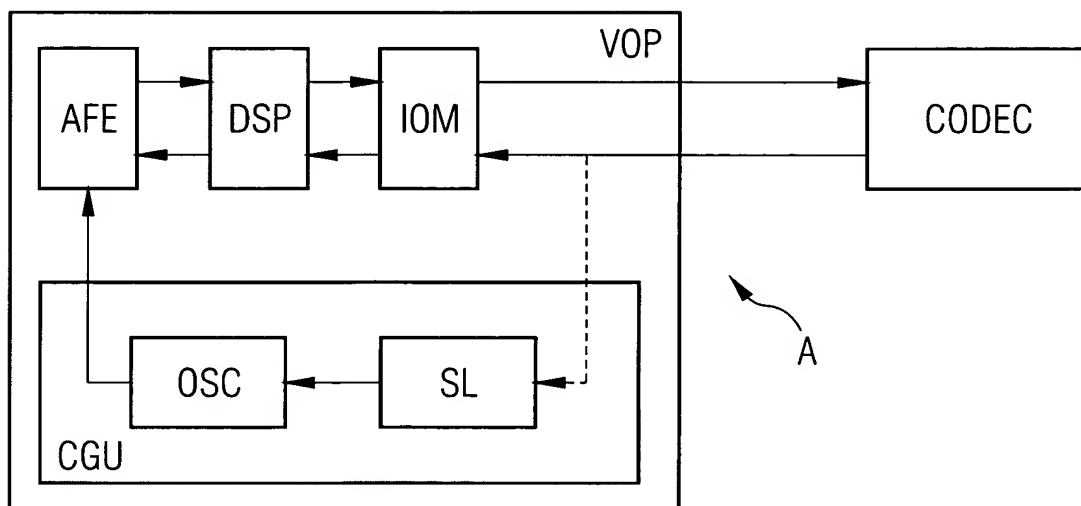 VOP
AFE
DSP
IOM
CODEC
OSC
SL
CGU
A